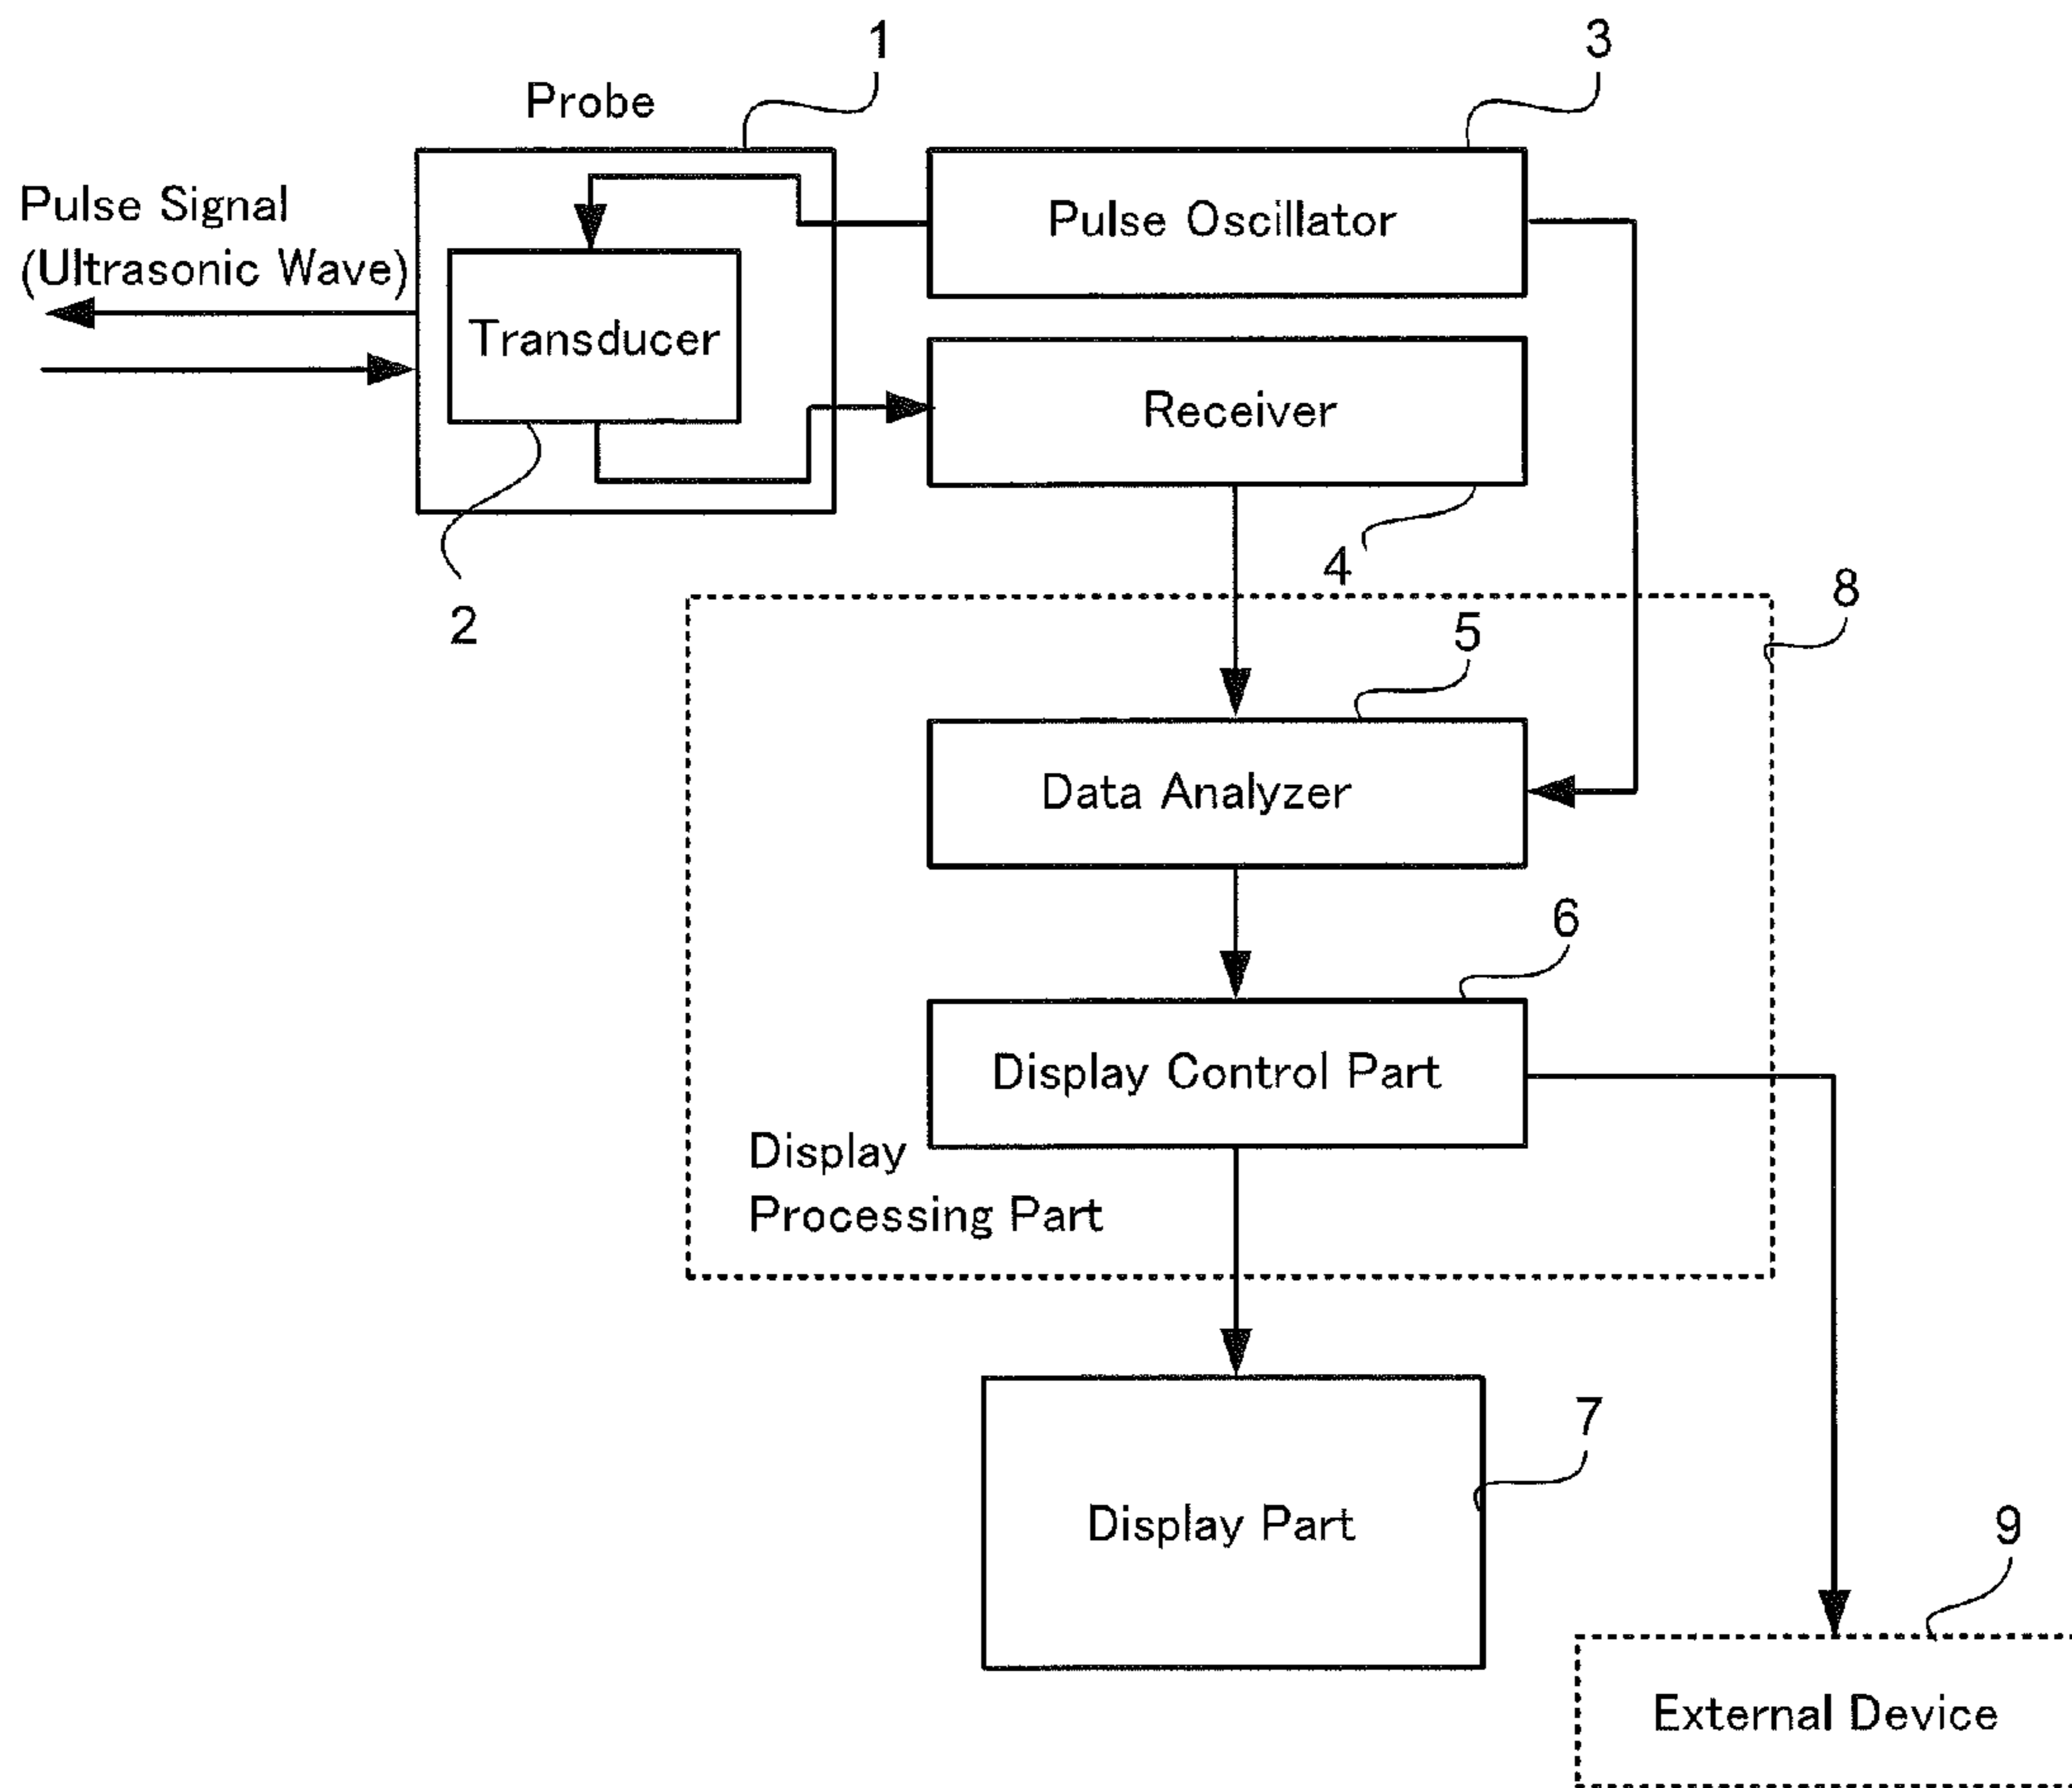 1
3
Probe
Pulse Signal
(Ultrasonic Wave)
Pulse Oscillator
Transducer
Receiver
4
8
2
5
Data Analyzer
6
Display Control Part
Display
Processing Part
7
Display Part
9
External Device